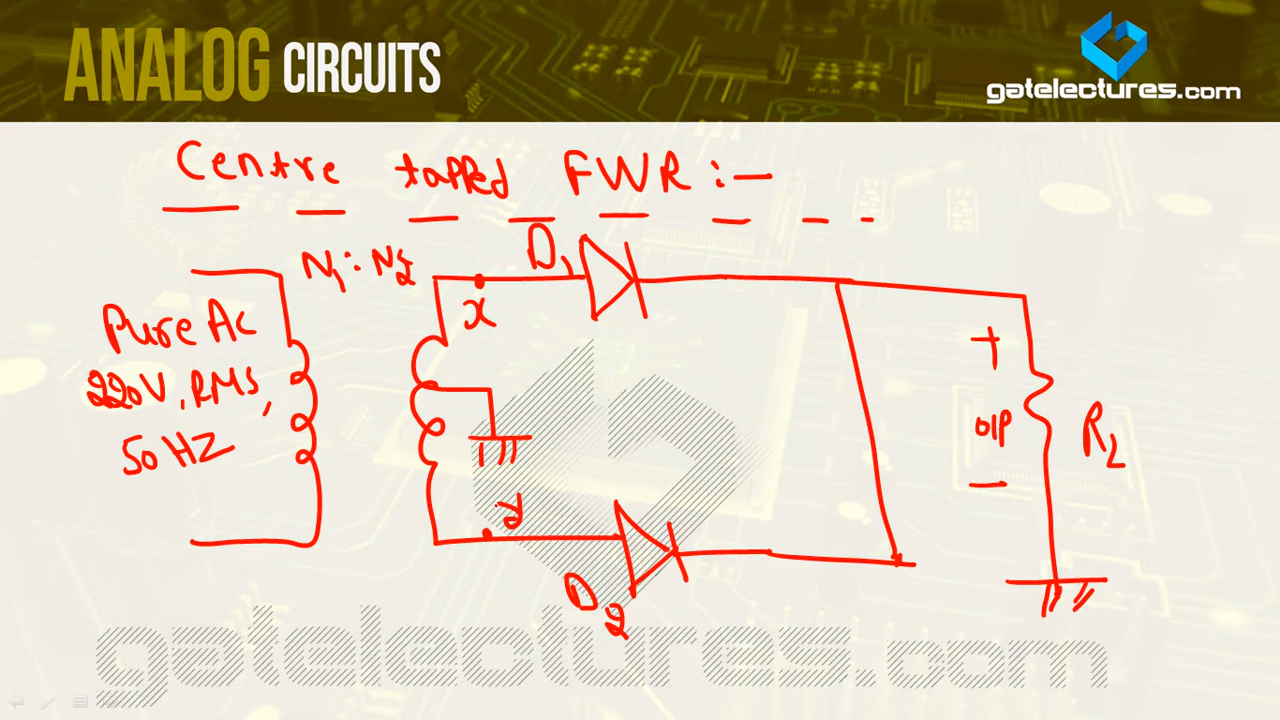 ANALOG CIRCUITS
gatelectures.com
Centre tapped FWR :-
N1 : N2
D1
x
Pure AC
220V, RMS,
50 HZ
+
O/P
-
RL
y
D2
gatelectures.com